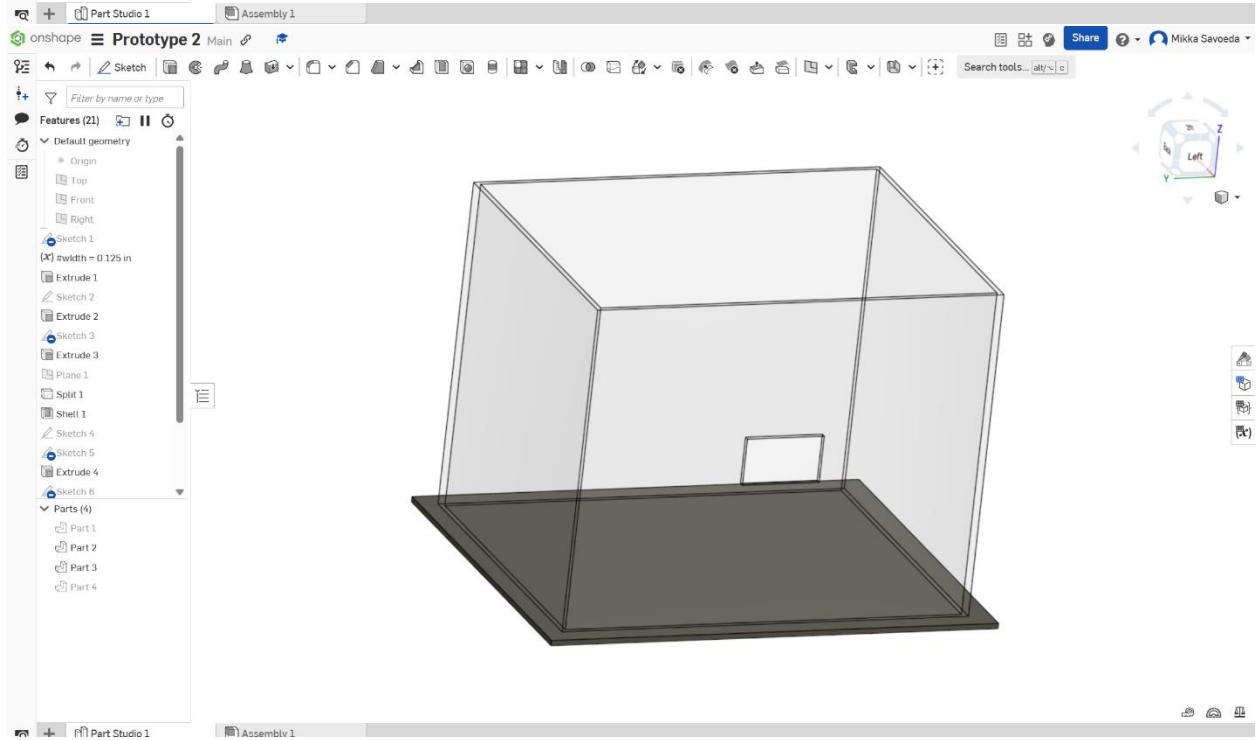 Part Studio 1
Assembly 1
onshape Prototype 2 Main
Share
Mikka Savoeda
Sketch
Search tools... alt/⌥ c
Filter by name or type
Features (21)
Default geometry
Origin
Top
Front
Right
Sketch 1
(x) #width = 0.125 in
Extrude 1
Sketch 2
Extrude 2
Sketch 3
Extrude 3
Plane 1
Split 1
Shell 1
Sketch 4
Sketch 5
Extrude 4
Sketch 6
Parts (4)
Part 1
Part 2
Part 3
Part 4
Z
Left
Y
(x)
Part Studio 1
Assembly 1